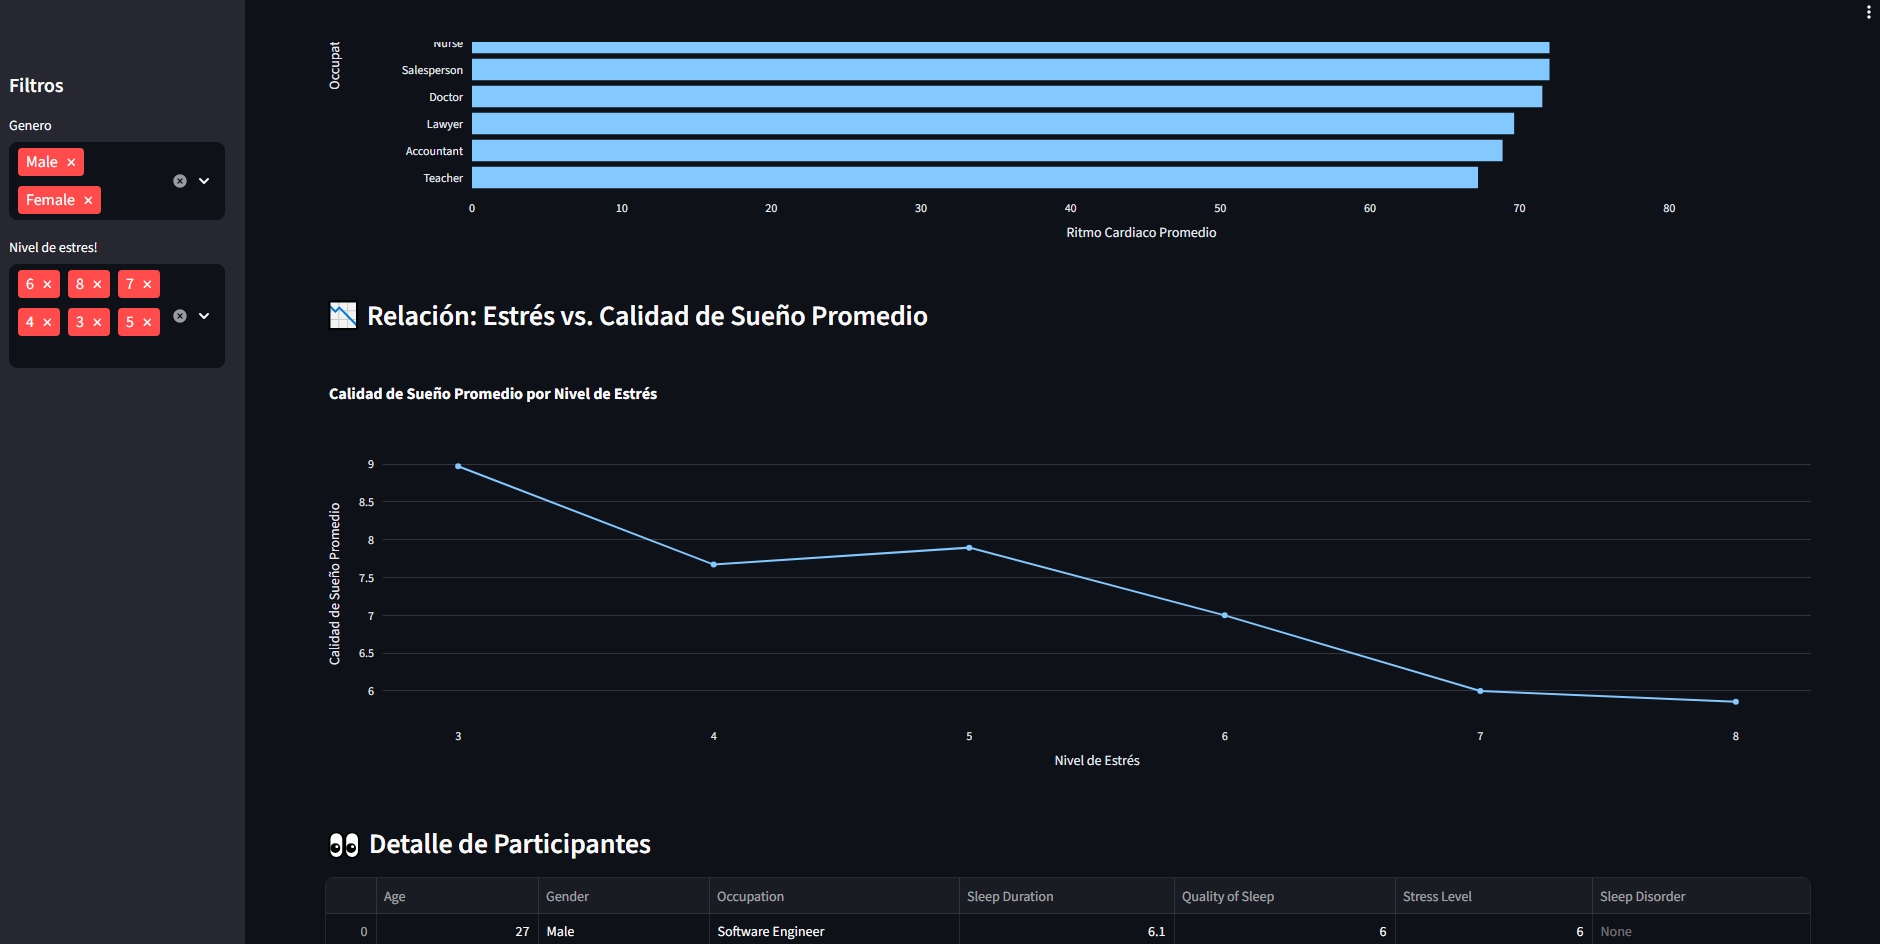 Filtros
Genero
Male ×
Female ×
Nivel de estres!
6 × 8 × 7 ×
4 × 3 × 5 ×
Occupat
Nurse
Salesperson
Doctor
Lawyer
Accountant
Teacher
0 10 20 30 40 50 60 70 80
Ritmo Cardiaco Promedio
Relación: Estrés vs. Calidad de Sueño Promedio
Calidad de Sueño Promedio por Nivel de Estrés
Calidad de Sueño Promedio
9
8.5
8
7.5
7
6.5
6
3 4 5 6 7 8
Nivel de Estrés
Detalle de Participantes
Age Gender Occupation Sleep Duration Quality of Sleep Stress Level Sleep Disorder
0 27 Male Software Engineer 6.1 6 6 None